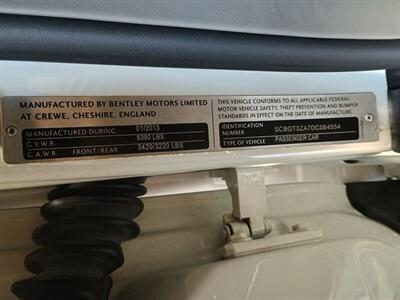 MANUFACTURED BY BENTLEY MOTORS LIMITED
AT CREWE, CHESHIRE, ENGLAND
MANUFACTURED DURING 01/2013
G.V.W.R. 6390 LBS
G.A.W.R. FRONT/REAR 3420/3220 LBS
THIS VEHICLE CONFORMS TO ALL APPLICABLE FEDERAL
MOTOR VEHICLE SAFETY, THEFT PREVENTION AND BUMPER
STANDARDS IN EFFECT ON THE DATE OF MANUFACTURE
IDENTIFICATION NUMBER SCBGT3ZA7DC084554
TYPE OF VEHICLE PASSENGER CAR